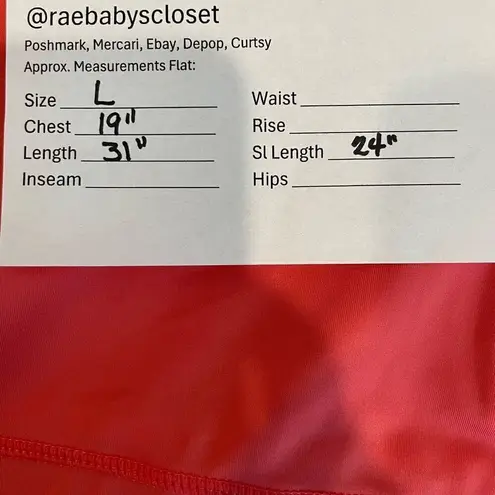 @raebabyscloset
Poshmark, Mercari, Ebay, Depop, Curtsy
Approx. Measurements Flat:
Size L Waist
Chest 19" Rise
Length 31" Sl Length 24"
Inseam Hips